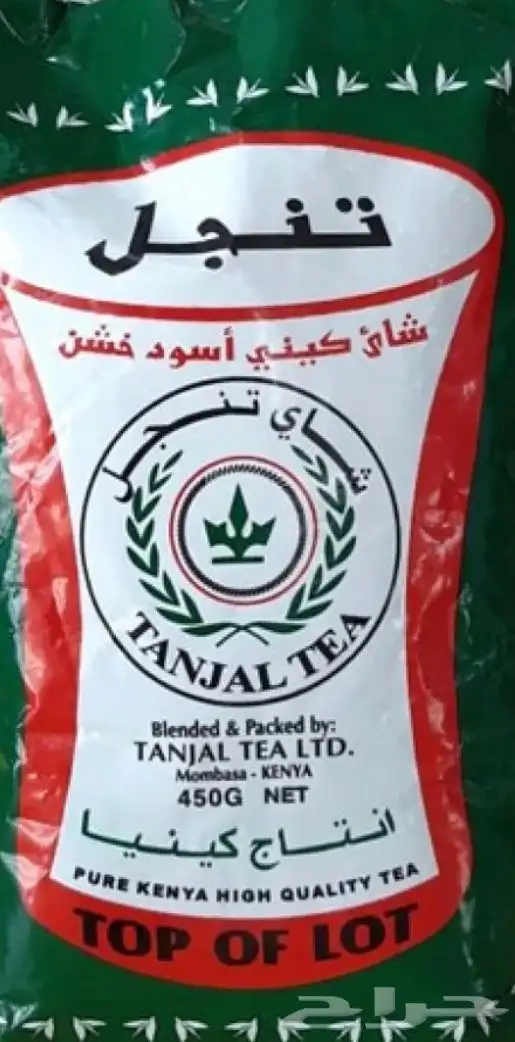 تنجل
شائ كيني أسود خشن
شاي تنجل
TANJAL TEA
Blended & Packed by:
TANJAL TEA LTD.
Mombasa - KENYA
450G NET
انتاج كينيا
PURE KENYA HIGH QUALITY TEA
TOP OF LOT
حراج